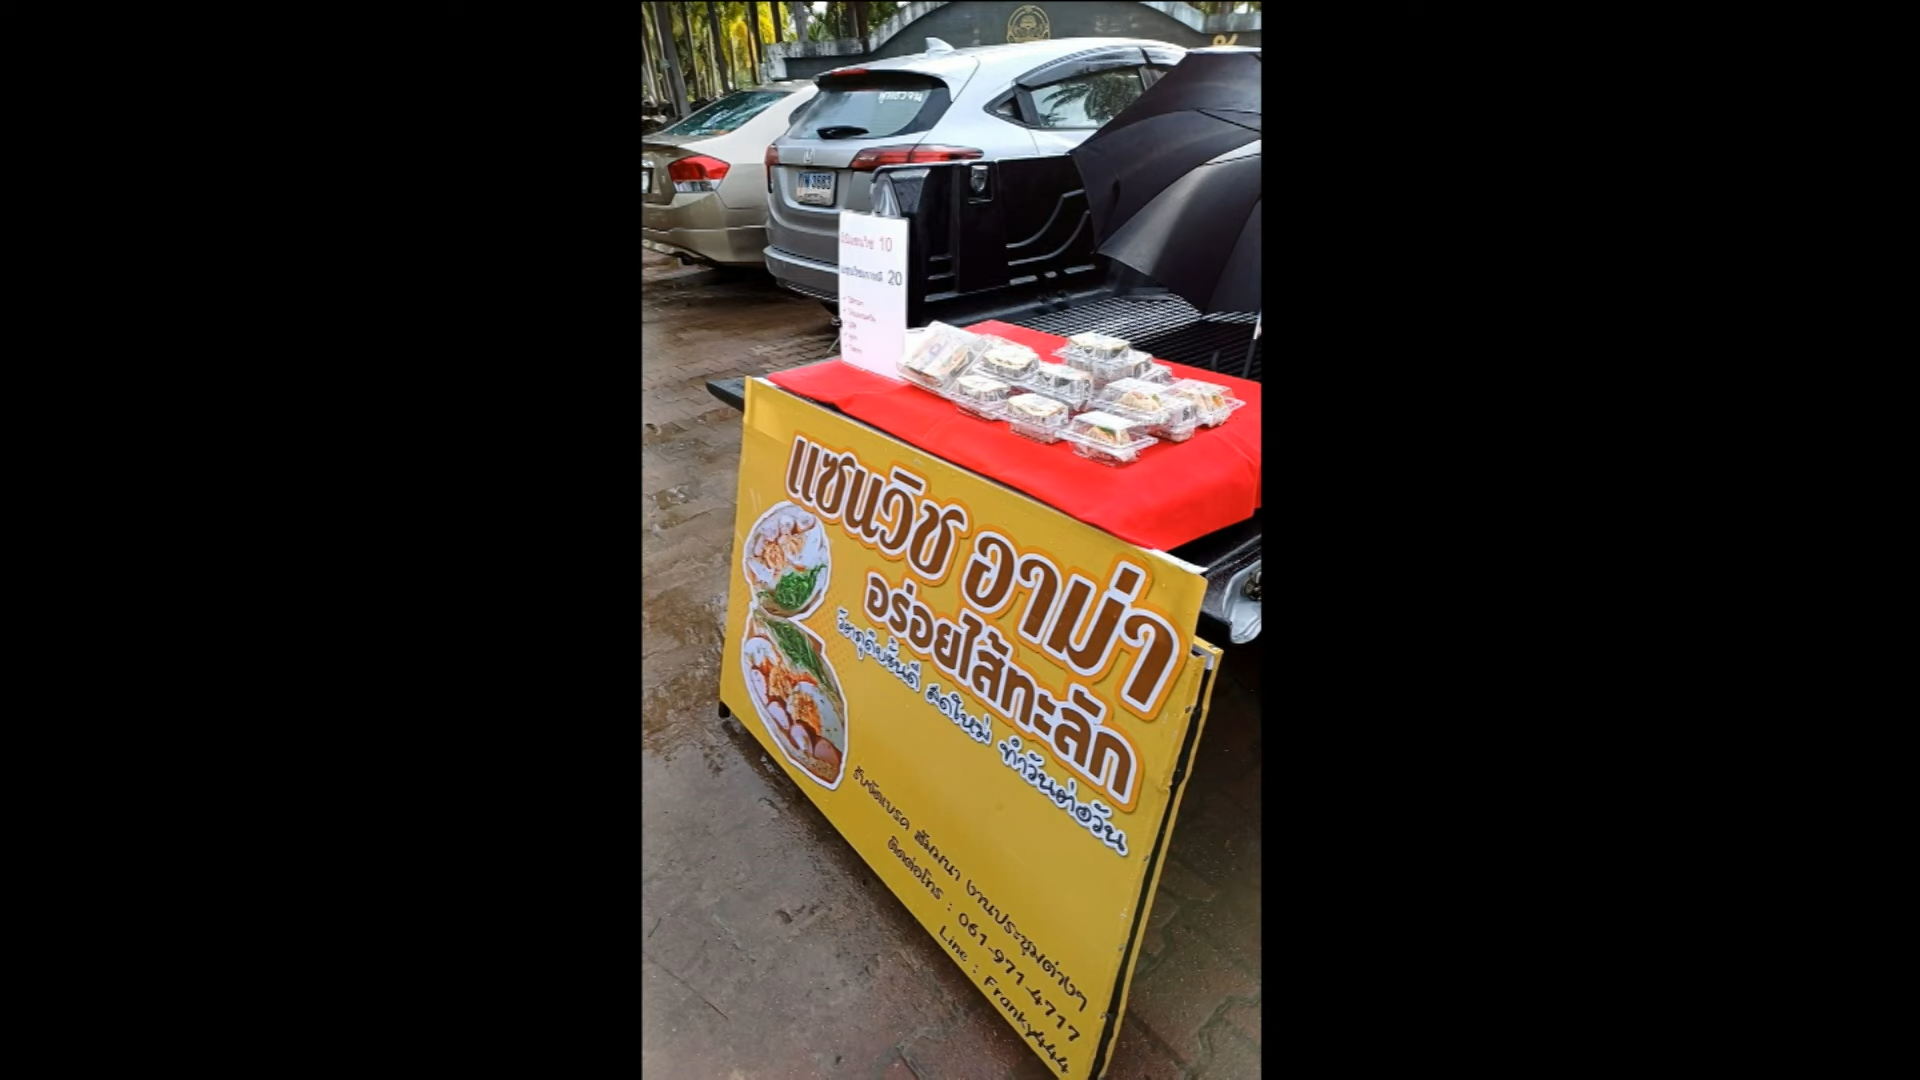 10
20
แซนวิช อาม่า
อร่อยไส้ทะลัก
วัตถุดิบชั้นดี สดใหม่ ทำวันต่อวัน
รับจัดเบรค สัมมนา งานประชุมต่างๆ
ติดต่อโทร : 061-971-4717
Line : Franky444